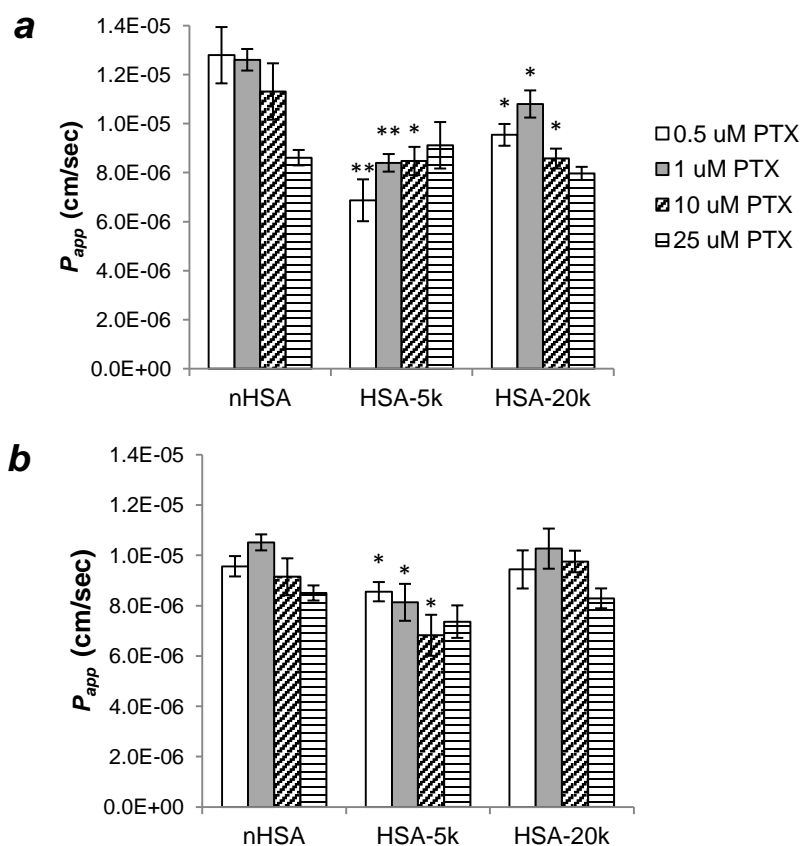 a
P_app (cm/sec)
1.4E-05
1.2E-05
1.0E-05
8.0E-06
6.0E-06
4.0E-06
2.0E-06
0.0E+00
**
**
*
*
*
*
nHSA
HSA-5k
HSA-20k
0.5 uM PTX
1 uM PTX
10 uM PTX
25 uM PTX
b
P_app (cm/sec)
1.4E-05
1.2E-05
1.0E-05
8.0E-06
6.0E-06
4.0E-06
2.0E-06
0.0E+00
*
*
*
nHSA
HSA-5k
HSA-20k